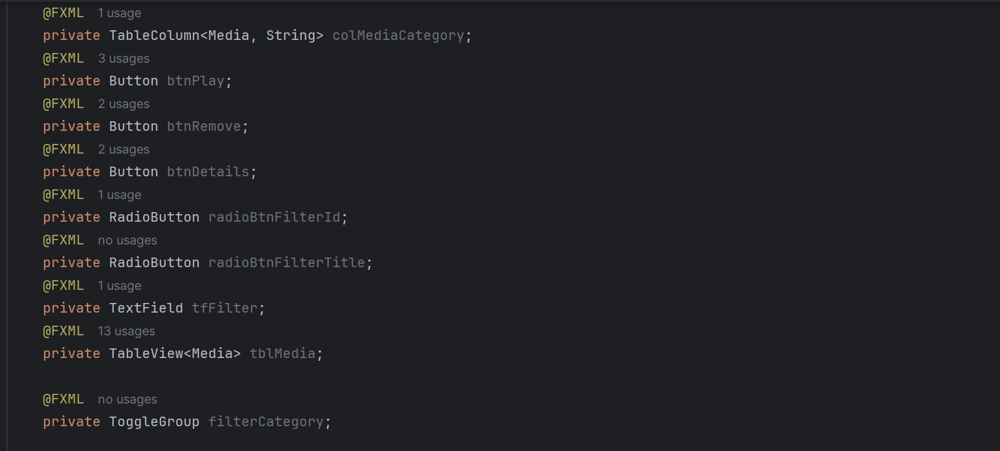 @FXML 1 usage
private TableColumn<Media, String> colMediaCategory;
@FXML 3 usages
private Button btnPlay;
@FXML 2 usages
private Button btnRemove;
@FXML 2 usages
private Button btnDetails;
@FXML 1 usage
private RadioButton radioBtnFilterId;
@FXML no usages
private RadioButton radioBtnFilterTitle;
@FXML 1 usage
private TextField tfFilter;
@FXML 13 usages
private TableView<Media> tblMedia;
@FXML no usages
private ToggleGroup filterCategory;